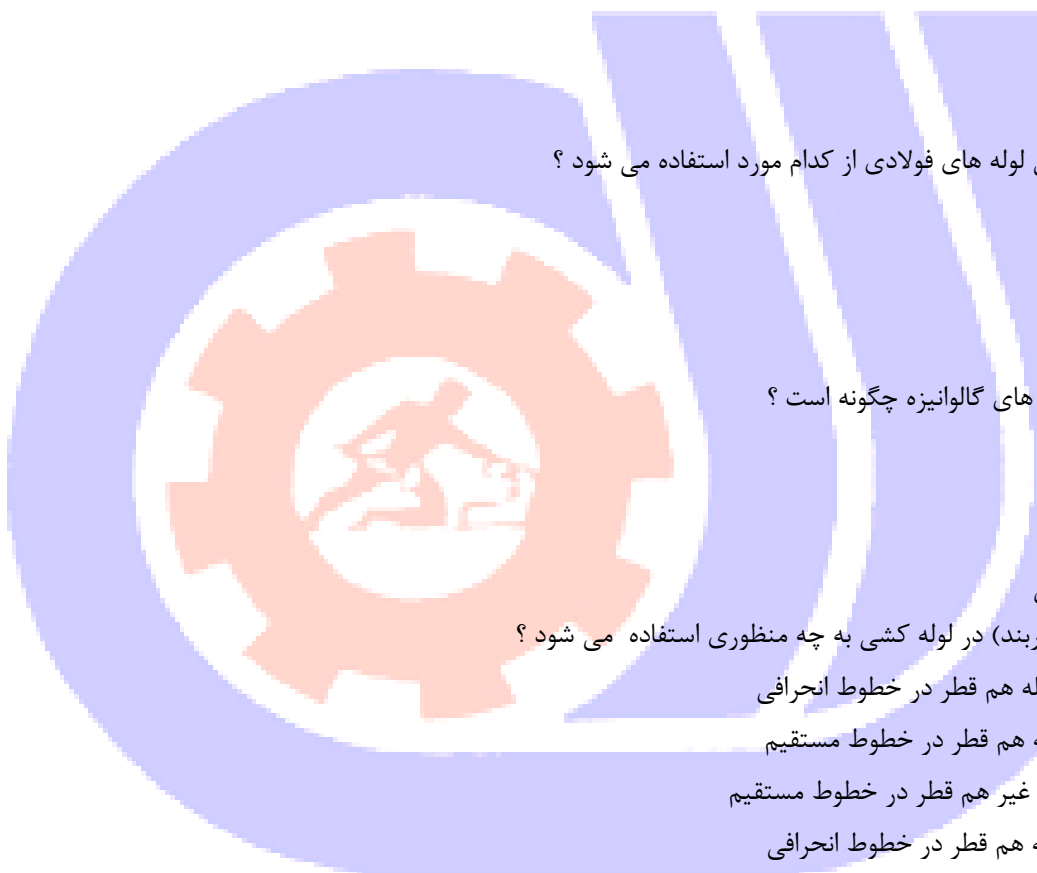 لوله های فولادی از کدام مورد استفاده می شود ؟
های گالوانیزه چگونه است ؟
در لوله کشی به چه منظوری استفاده می شود ؟
هم قطر در خطوط انحرافی
هم قطر در خطوط مستقیم
غیر هم قطر در خطوط مستقیم
هم قطر در خطوط انحرافی